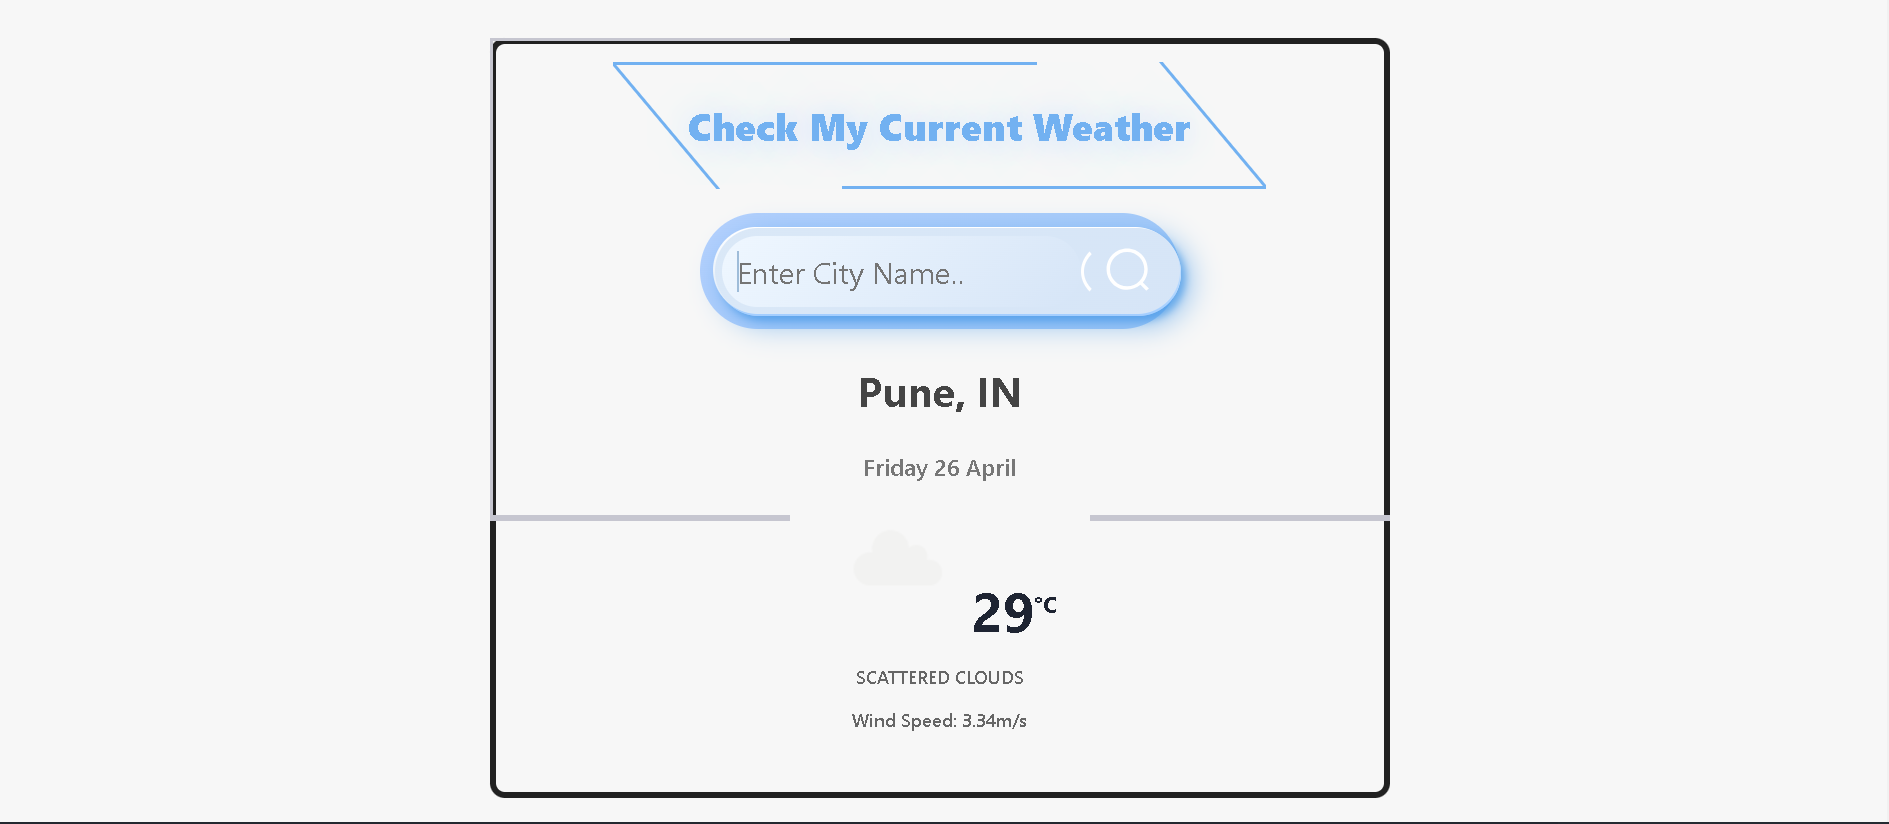 Check My Current Weather
Enter City Name..
Pune, IN
Friday 26 April
29°C
SCATTERED CLOUDS
Wind Speed: 3.34m/s